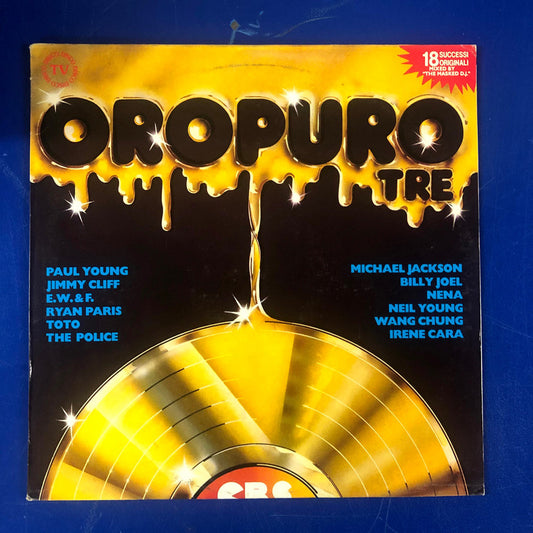 TV
18 SUCCESSI
ORIGINALI
MIXED BY
"THE MASKED D.J."
OROPURO
TRE
PAUL YOUNG
JIMMY CLIFF
E.W. & F.
RYAN PARIS
TOTO
THE POLICE
MICHAEL JACKSON
BILLY JOEL
NENA
NEIL YOUNG
WANG CHUNG
IRENE CARA
CBS